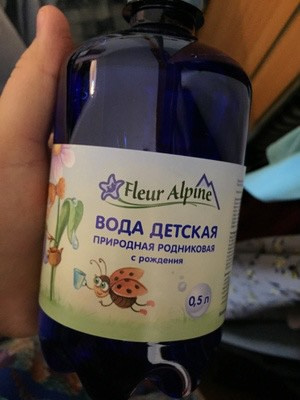 Fleur Alpine
ВОДА ДЕТСКАЯ
ПРИРОДНАЯ РОДНИКОВАЯ
с рождения
0,5 л